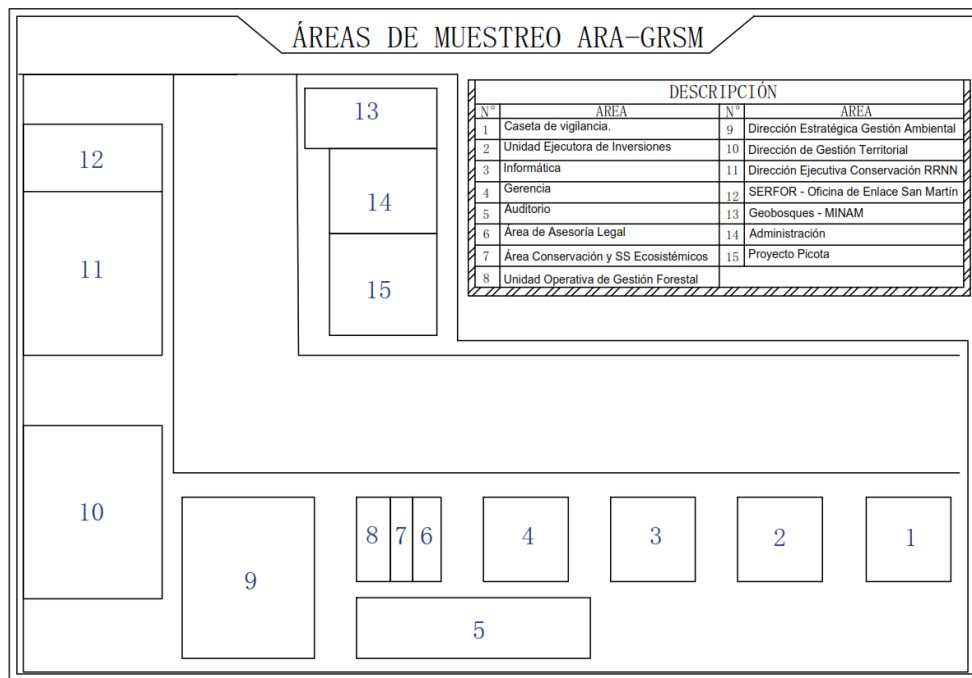 ÁREAS DE MUESTREO ARA-GRSM
DESCRIPCIÓN
N° AREA N° AREA
1 Caseta de vigilancia. 9 Dirección Estratégica Gestión Ambiental
2 Unidad Ejecutora de Inversiones 10 Dirección de Gestión Territorial
3 Informática 11 Dirección Ejecutiva Conservación RRNN
4 Gerencia 12 SERFOR - Oficina de Enlace San Martín
5 Auditorio 13 Geobosques - MINAM
6 Área de Asesoría Legal 14 Administración
7 Área Conservación y SS Ecosistémicos 15 Proyecto Picota
8 Unidad Operativa de Gestión Forestal
13
12
14
11
15
10
9
8 7 6 4 3 2 1
5